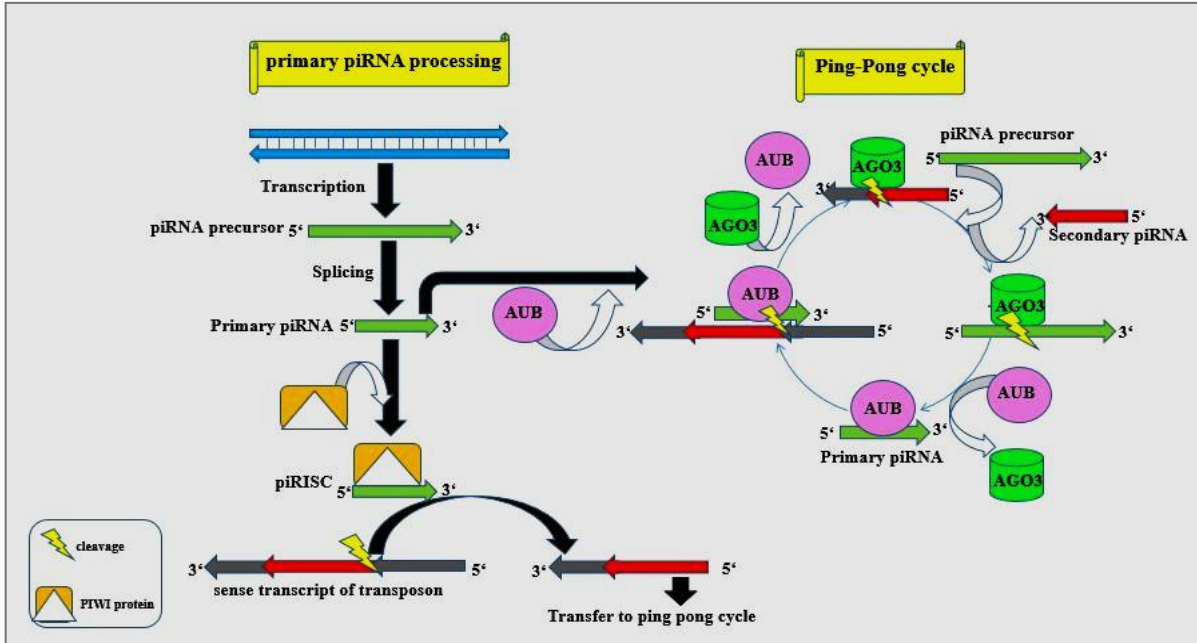 primary piRNA processing
Transcription
piRNA precursor 5‘ 3‘
Splicing
Primary piRNA 5‘ 3‘
AUB
piRISC 5‘ 3‘
3‘ 5‘
sense transcript of transposon
3‘ 5‘
Transfer to ping pong cycle
cleavage
PIWI protein
Ping-Pong cycle
piRNA precursor
5‘ 3‘
AUB
AGO3
3‘ 5‘
AGO3
3‘ 5‘
Secondary piRNA
AUB
5‘ 3‘
3‘ 5‘
AGO3
5‘ 3‘
AUB
5‘ 3‘
Primary piRNA
AUB
AGO3